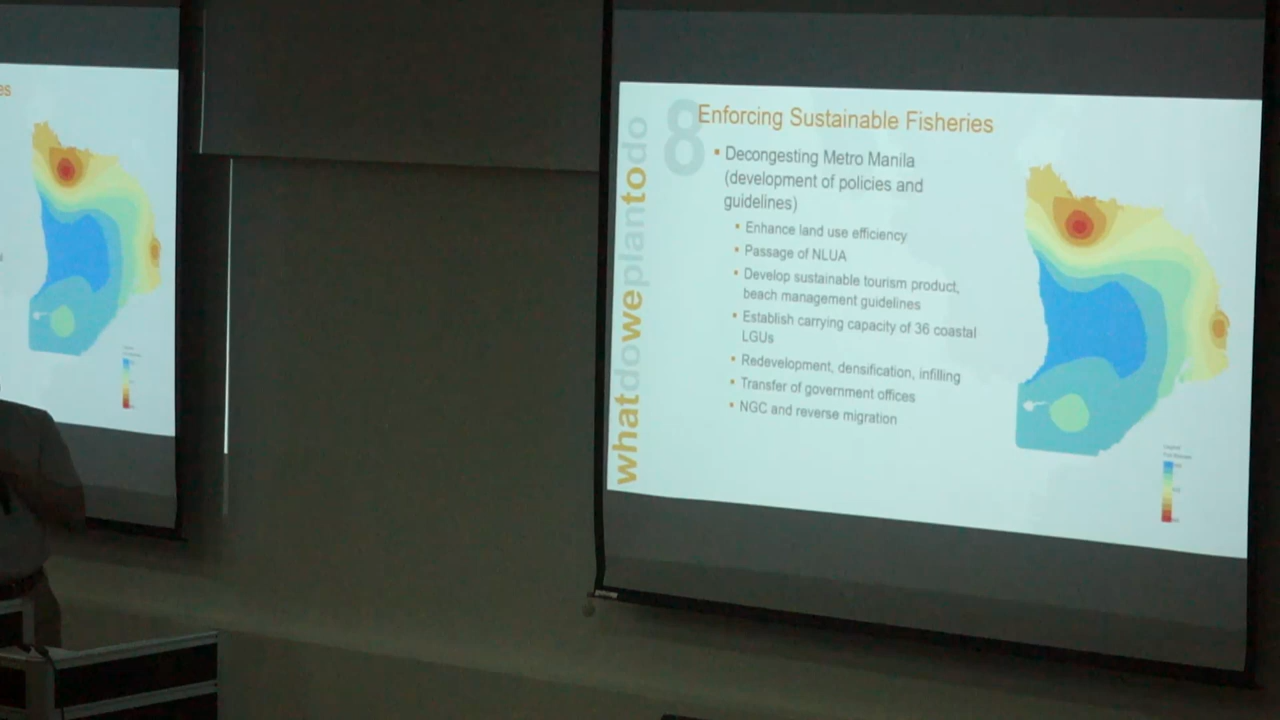 es
whatdoweplantodo
8
Enforcing Sustainable Fisheries
▪ Decongesting Metro Manila
(development of policies and
guidelines)
▪ Enhance land use efficiency
▪ Passage of NLUA
▪ Develop sustainable tourism product,
beach management guidelines
▪ Establish carrying capacity of 36 coastal
LGUs
▪ Redevelopment, densification, infilling
▪ Transfer of government offices
▪ NGC and reverse migration